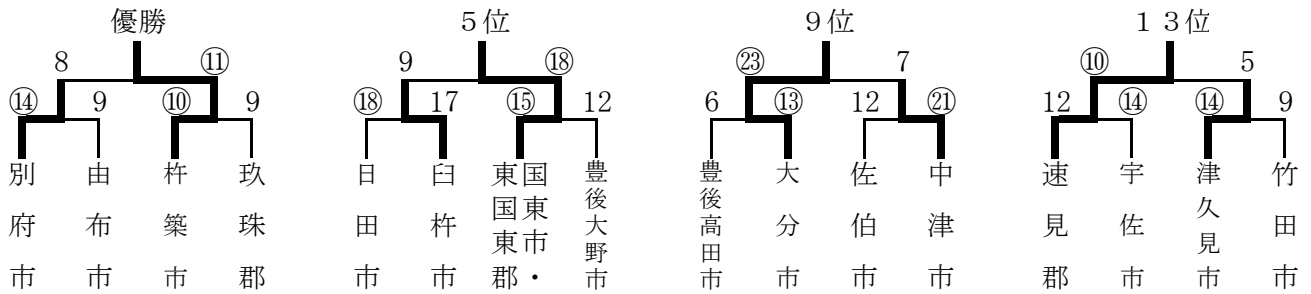 優勝 5位 9位 13位
8 ⑪ 9 ⑱ ㉓ 7 ⑩ 5
⑭ 9 ⑩ 9 ⑱ 17 ⑮ 12 6 ⑬ 12 ㉑ 12 ⑭ ⑭ 9
別府市
由布市
杵築市
玖珠郡
日田市
臼杵市
国東市・
東国東郡
豊後大野市
豊後高田市
大分市
佐伯市
中津市
速見郡
宇佐市
津久見市
竹田市